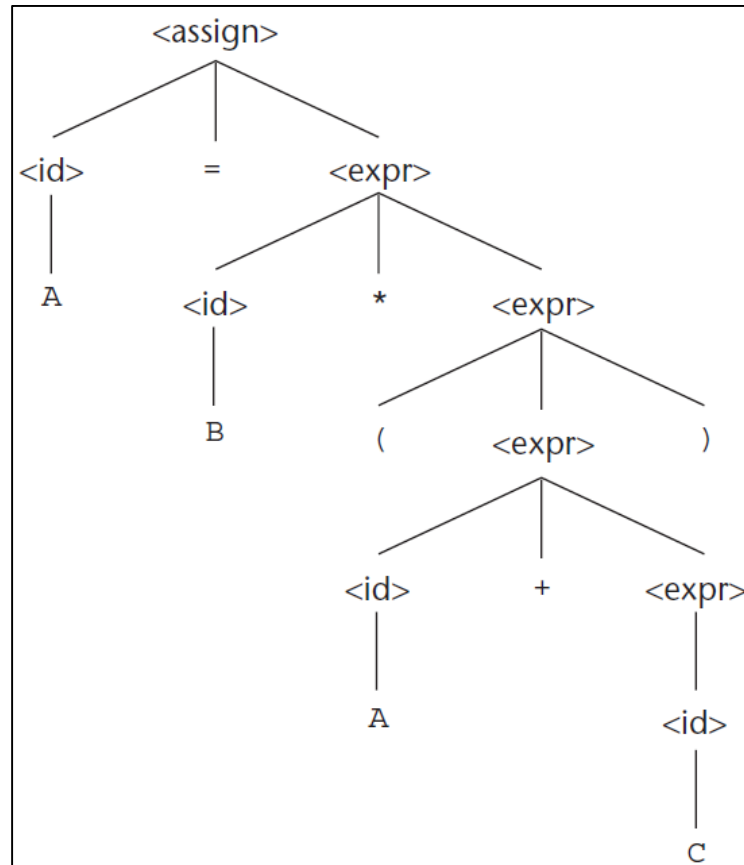 <assign>
<id> = <expr>
A <id> * <expr>
B ( <expr> )
<id> + <expr>
A <id>
C